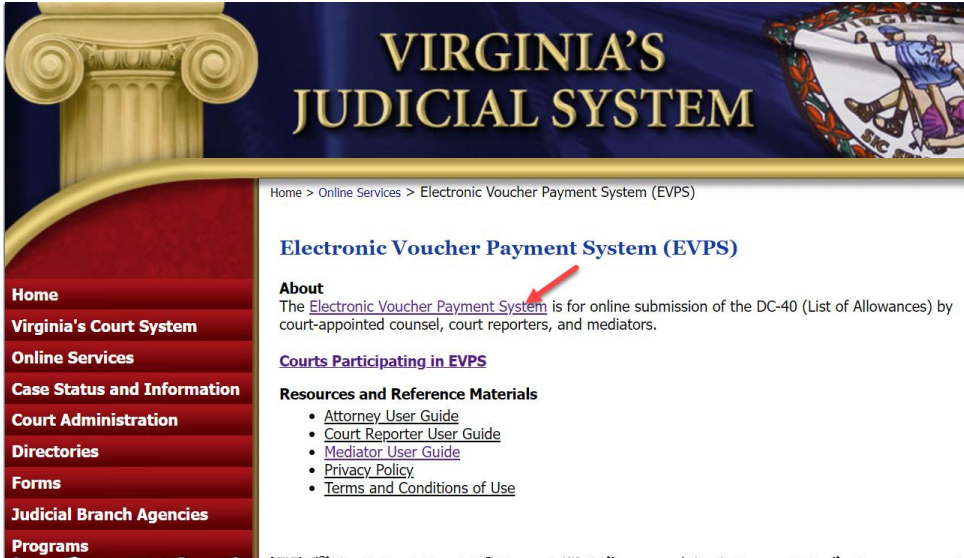 VIRGINIA'S
JUDICIAL SYSTEM
VIRGINIA
SIC
Home > Online Services > Electronic Voucher Payment System (EVPS)
Electronic Voucher Payment System (EVPS)
About
The Electronic Voucher Payment System is for online submission of the DC-40 (List of Allowances) by
court-appointed counsel, court reporters, and mediators.
Courts Participating in EVPS
Resources and Reference Materials
• Attorney User Guide
• Court Reporter User Guide
• Mediator User Guide
• Privacy Policy
• Terms and Conditions of Use
Home
Virginia's Court System
Online Services
Case Status and Information
Court Administration
Directories
Forms
Judicial Branch Agencies
Programs